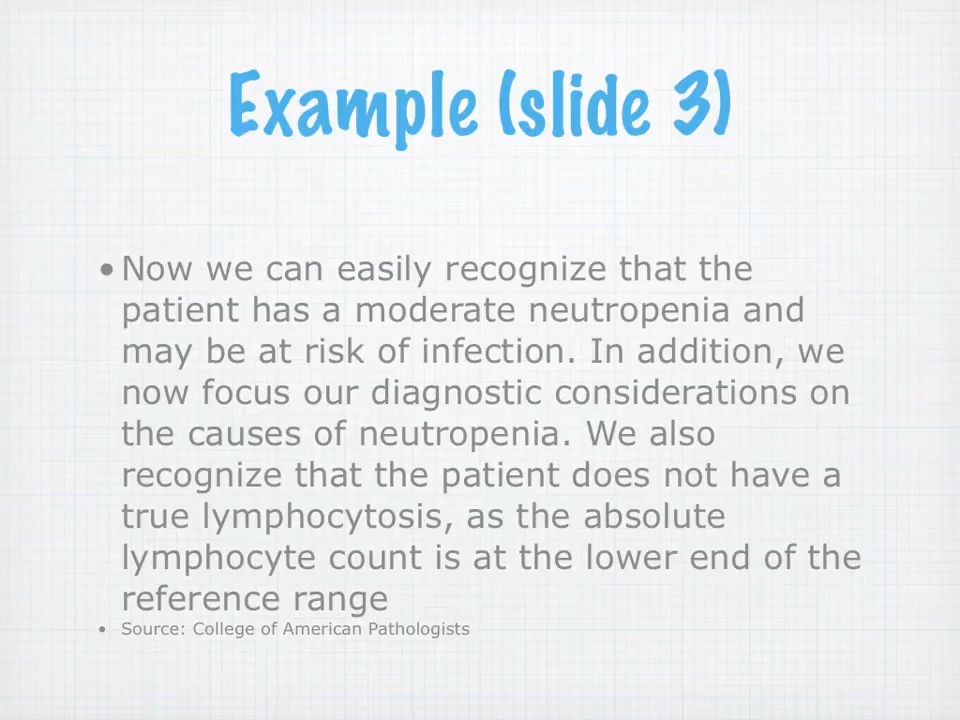 Example (slide 3)
• Now we can easily recognize that the
patient has a moderate neutropenia and
may be at risk of infection. In addition, we
now focus our diagnostic considerations on
the causes of neutropenia. We also
recognize that the patient does not have a
true lymphocytosis, as the absolute
lymphocyte count is at the lower end of the
reference range
• Source: College of American Pathologists